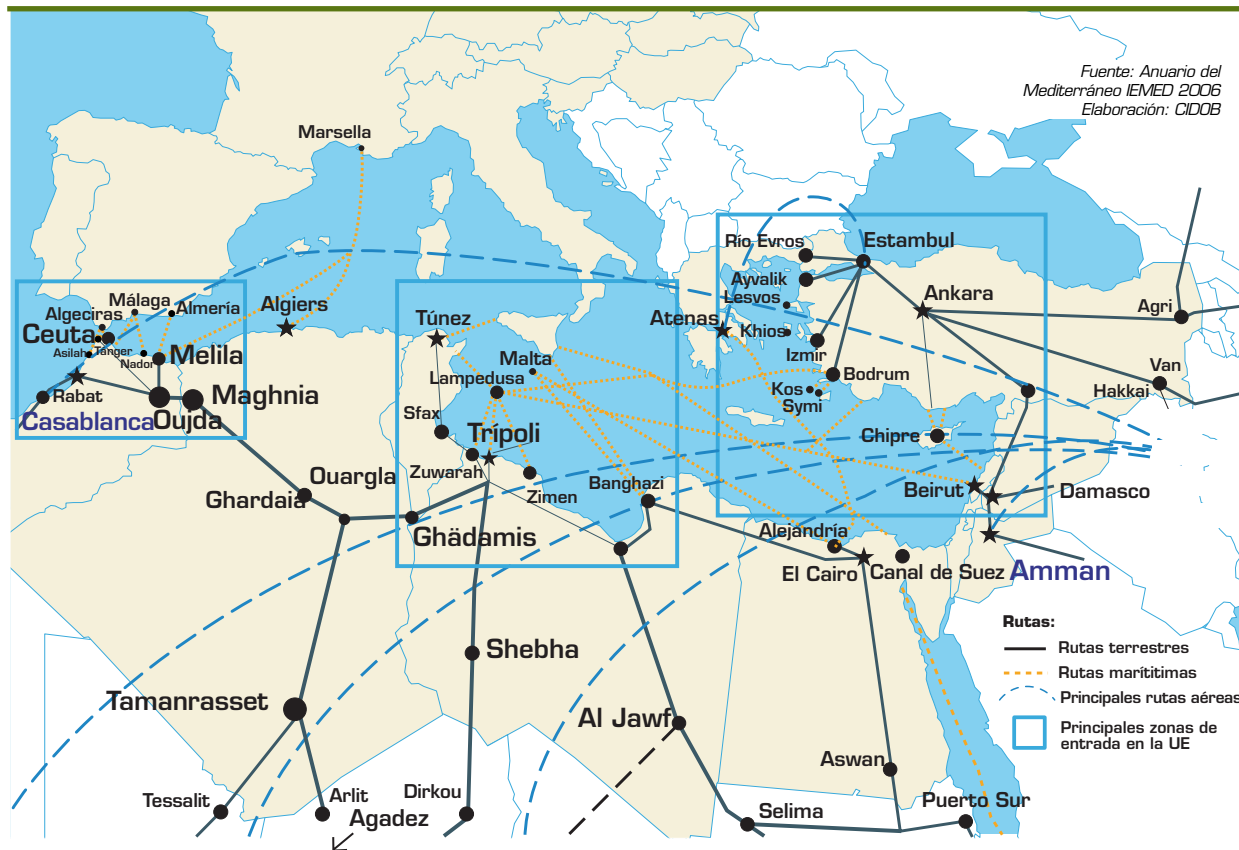 Fuente: Anuario del
Mediterráneo IEMED 2006
Elaboración: CIDOB
Marsella
Río Evros
Estambul
Ayvalik
Lesvos
Ankara
Agri
Málaga
Algeciras
Almería
Algiers
Ceuta
Túnez
Atenas
Khios
Asilah
Tánger
Nador
Melila
Malta
Izmir
Van
Lampedusa
Bodrum
Hakkai
Rabat
Maghnia
Kos
Symi
Casablanca
Oujda
Sfax
Trípoli
Chipre
Zuwarah
Ouargla
Zimen
Banghazi
Beirut
Damasco
Ghardaia
Ghädamis
Alejandría
El Cairo
Canal de Suez
Amman
Rutas:
Rutas terrestres
Rutas marítitimas
Principales rutas aéreas
Principales zonas de
entrada en la UE
Shebha
Tamanrasset
Al Jawf
Aswan
Tessalit
Arlit
Dirkou
Agadez
Selima
Puerto Sur